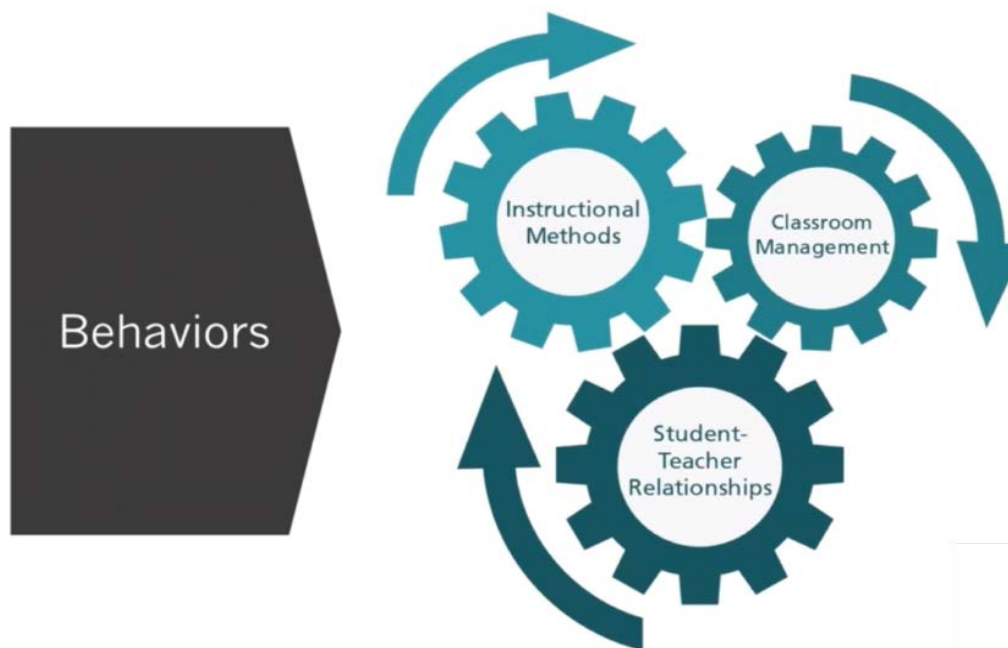 Behaviors
Instructional
Methods
Classroom
Management
Student-
Teacher
Relationships